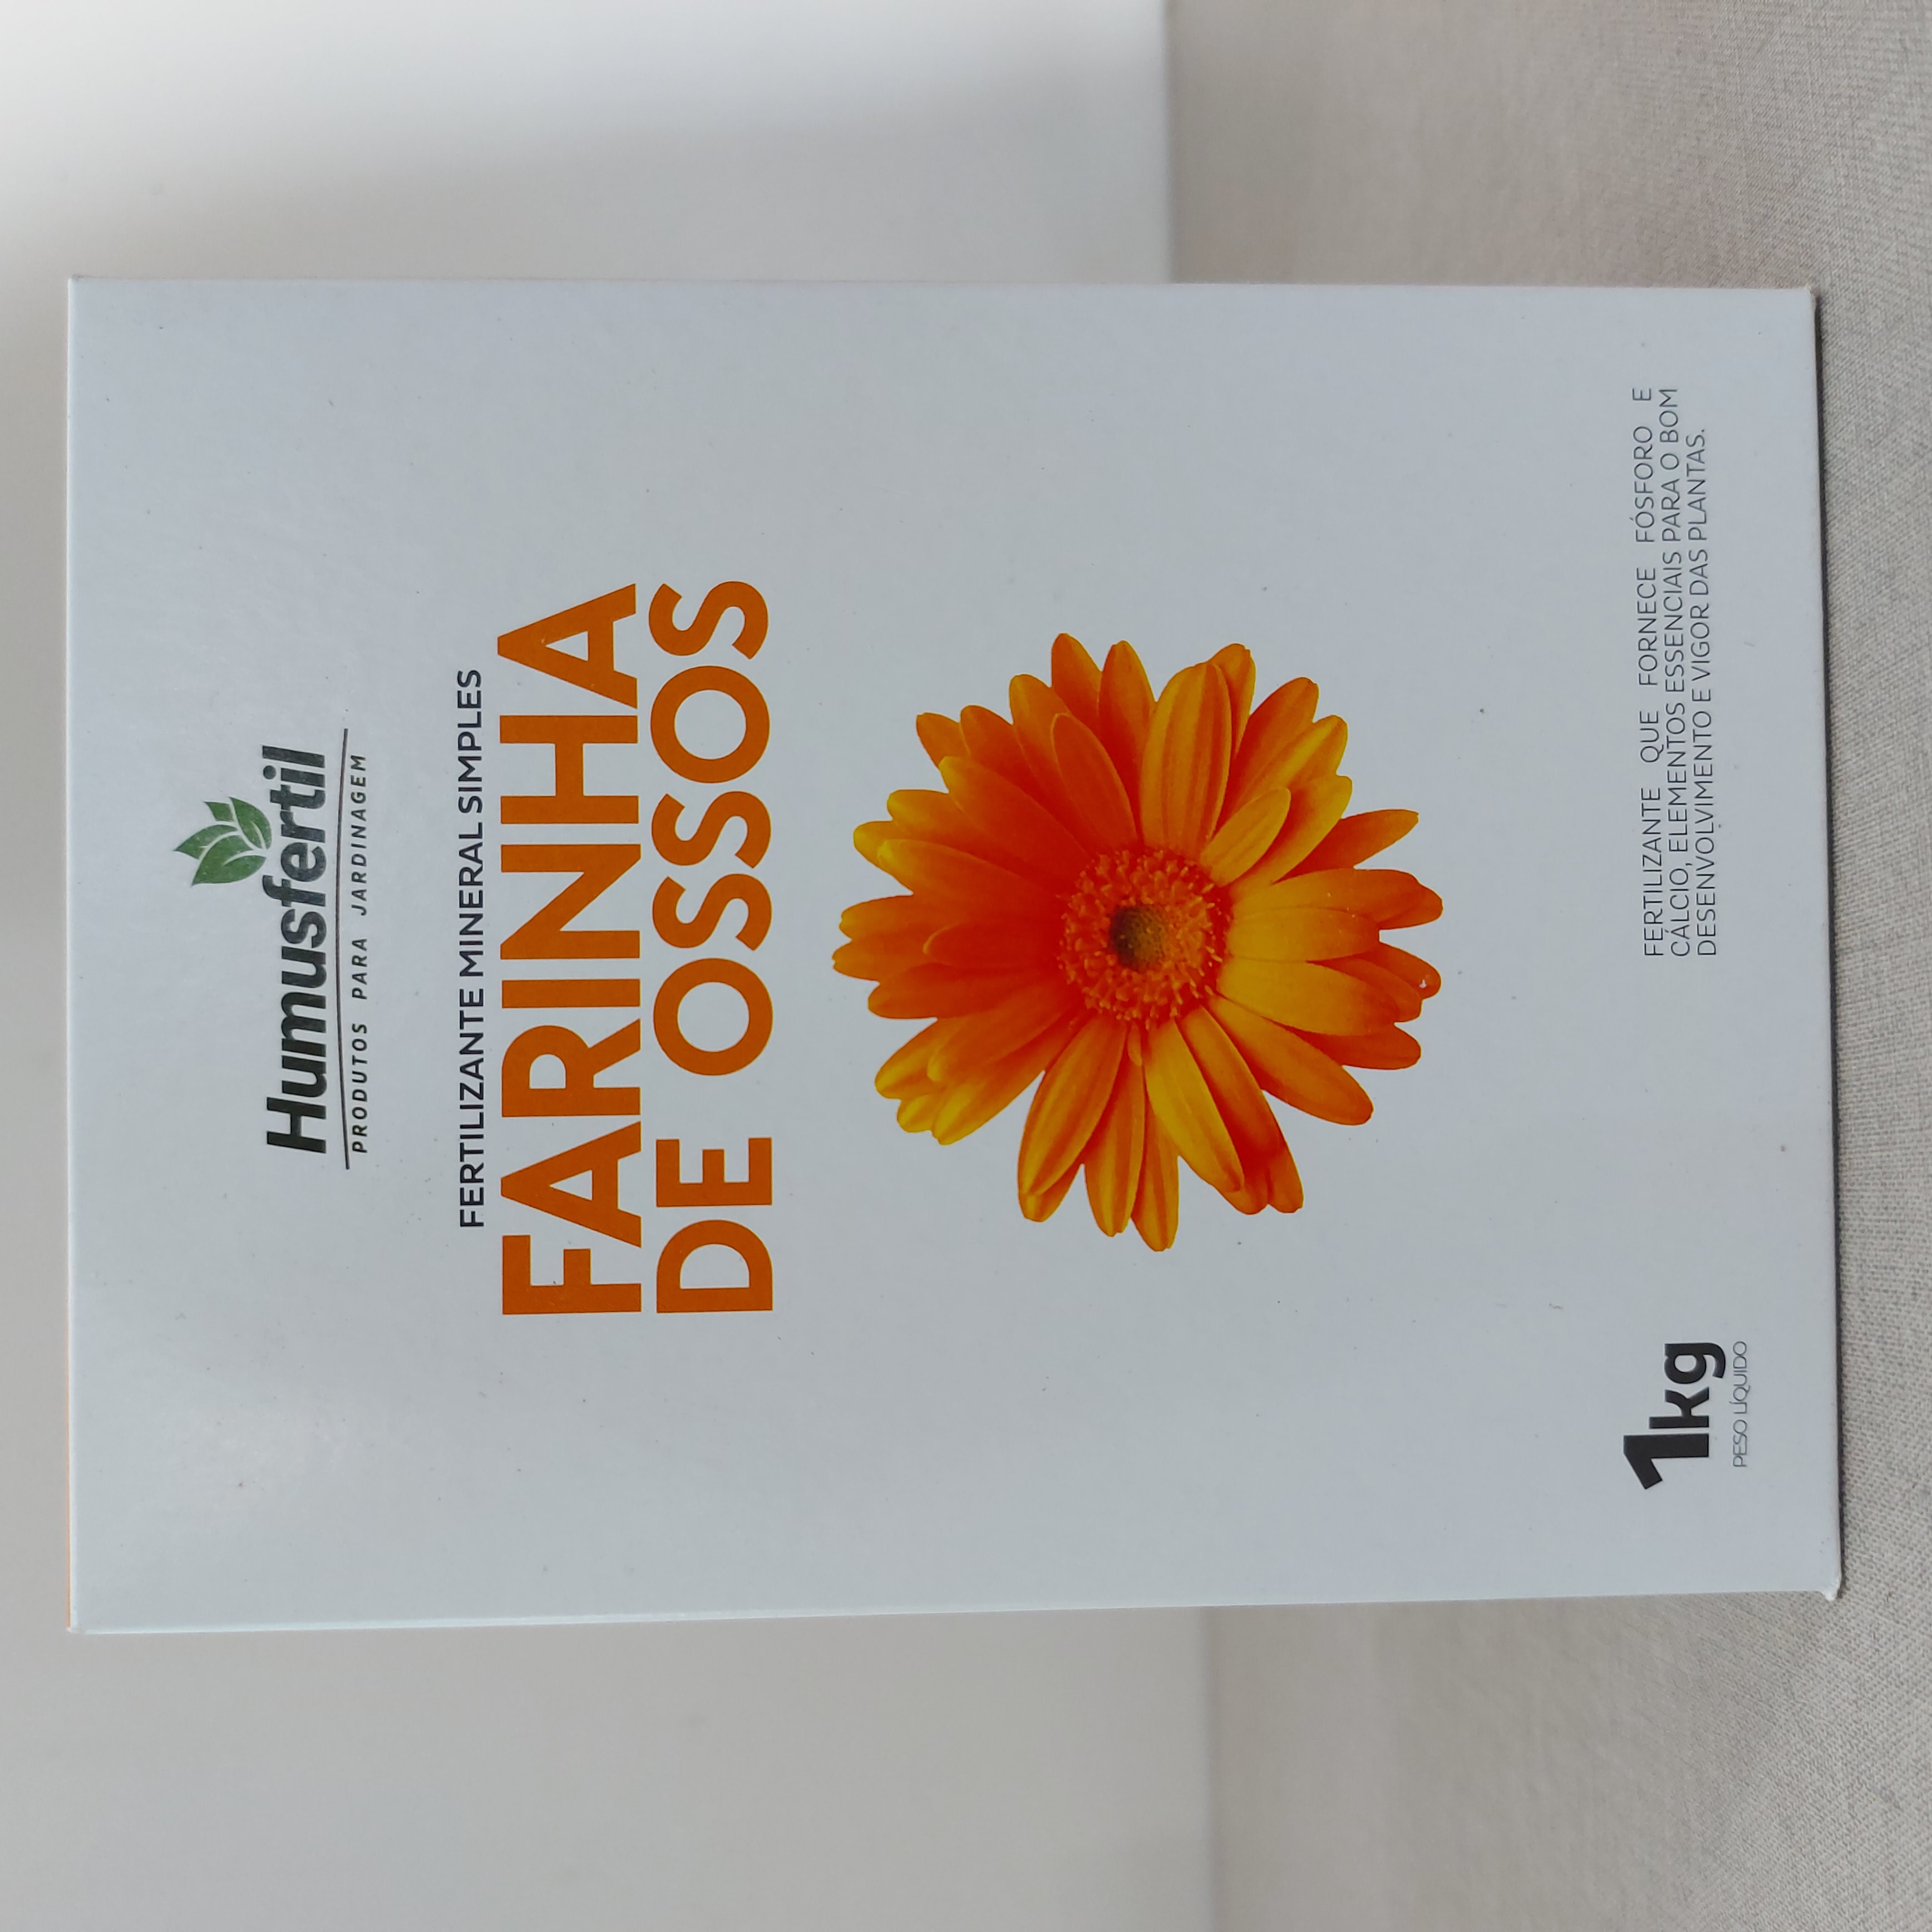 Humusfertil
PRODUTOS PARA JARDINAGEM
FERTILIZANTE MINERAL SIMPLES
FARINHA
DE OSSOS
1kg
PESO LÍQUIDO
FERTILIZANTE QUE FORNECE FÓSFORO E
CÁLCIO, ELEMENTOS ESSENCIAIS PARA O BOM
DESENVOLVIMENTO E VIGOR DAS PLANTAS.